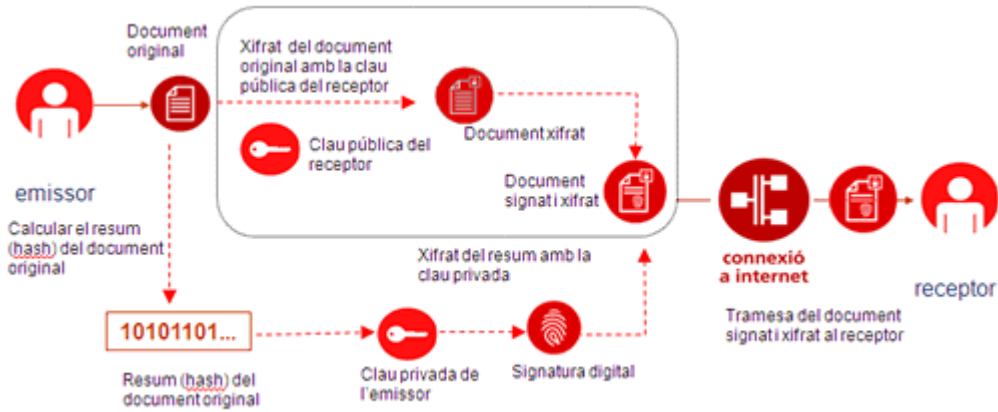 Document
original
Xifrat del document
original amb la clau
pública del receptor
Clau pública del
receptor
Document xifrat
Document
signat i xifrat
emissor
Calcular el resum
(hash) del document
original
Xifrat del resum amb la
clau privada
connexió
a internet
receptor
Tramesa del document
signat i xifrat al receptor
10101101...
Resum (hash) del
document original
Clau privada de
l'emissor
Signatura digital